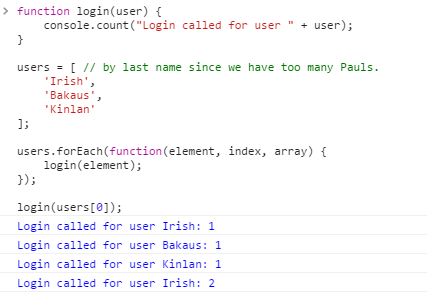 > function login(user) {
    console.count("Login called for user " + user);
}

users = [ // by last name since we have too many Pauls.
    'Irish',
    'Bakaus',
    'Kinlan'
];

users.forEach(function(element, index, array) {
    login(element);
});

login(users[0]);
Login called for user Irish: 1
Login called for user Bakaus: 1
Login called for user Kinlan: 1
Login called for user Irish: 2